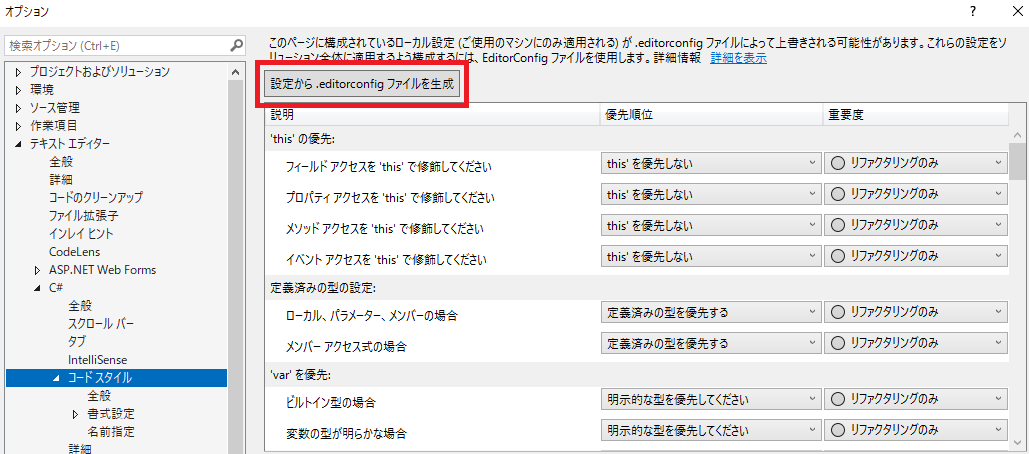 オプション
? ×
検索オプション (Ctrl+E)
プロジェクトおよびソリューション
環境
ソース管理
作業項目
テキスト エディター
全般
詳細
コードのクリーンアップ
ファイル拡張子
インレイ ヒント
CodeLens
ASP.NET Web Forms
C#
全般
スクロール バー
タブ
IntelliSense
コード スタイル
全般
書式設定
名前指定
詳細
このページに構成されているローカル設定 (ご使用のマシンにのみ適用される) が .editorconfig ファイルによって上書きされる可能性があります。これらの設定をソ
リューション全体に適用するよう構成するには、EditorConfig ファイルを使用します。詳細情報 詳細を表示
設定から .editorconfig ファイルを生成
説明 優先順位 重要度
'this' の優先:
フィールド アクセスを 'this' で修飾してください this' を優先しない リファクタリングのみ
プロパティ アクセスを 'this' で修飾してください this' を優先しない リファクタリングのみ
メソッド アクセスを 'this' で修飾してください this' を優先しない リファクタリングのみ
イベント アクセスを 'this' で修飾してください this' を優先しない リファクタリングのみ
定義済みの型の設定:
ローカル、パラメーター、メンバーの場合 定義済みの型を優先する リファクタリングのみ
メンバー アクセス式の場合 定義済みの型を優先する リファクタリングのみ
'var' を優先:
ビルトイン型の場合 明示的な型を優先してください リファクタリングのみ
変数の型が明らかな場合 明示的な型を優先してください リファクタリングのみ